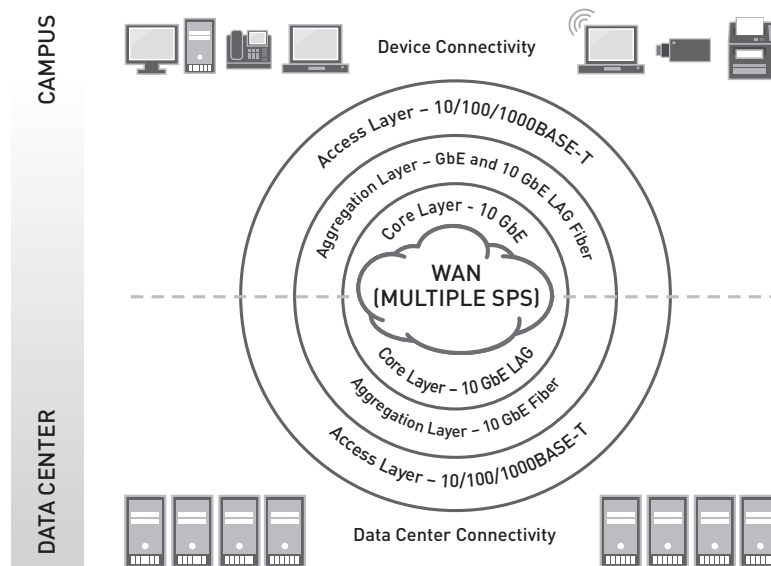 CAMPUS
Device Connectivity
Access Layer – 10/100/1000BASE-T
Aggregation Layer – GbE and 10 GbE LAG Fiber
Core Layer - 10 GbE
WAN
(MULTIPLE SPS)
Core Layer – 10 GbE LAG
Aggregation Layer – 10 GbE Fiber
Access Layer – 10/100/1000BASE-T
DATA CENTER
Data Center Connectivity